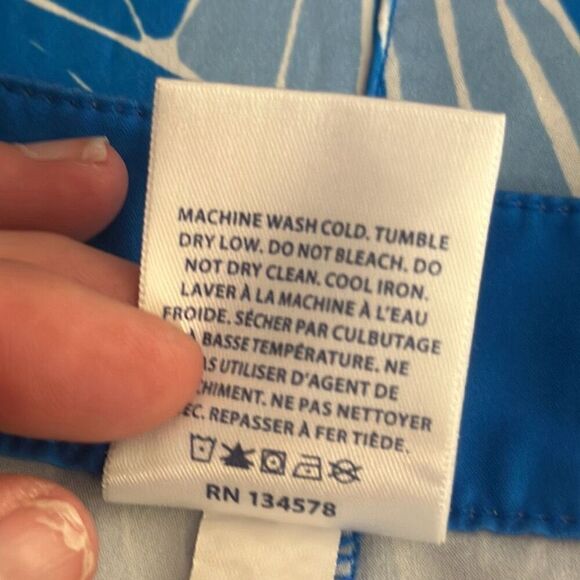 MACHINE WASH COLD. TUMBLE
DRY LOW. DO NOT BLEACH. DO
NOT DRY CLEAN. COOL IRON.
LAVER À LA MACHINE À L'EAU
FROIDE. SÉCHER PAR CULBUTAGE
À BASSE TEMPÉRATURE. NE
UTILISER D'AGENT DE
NE PAS NETTOYER
REPASSER À FER TIÈDE.
RN 134578